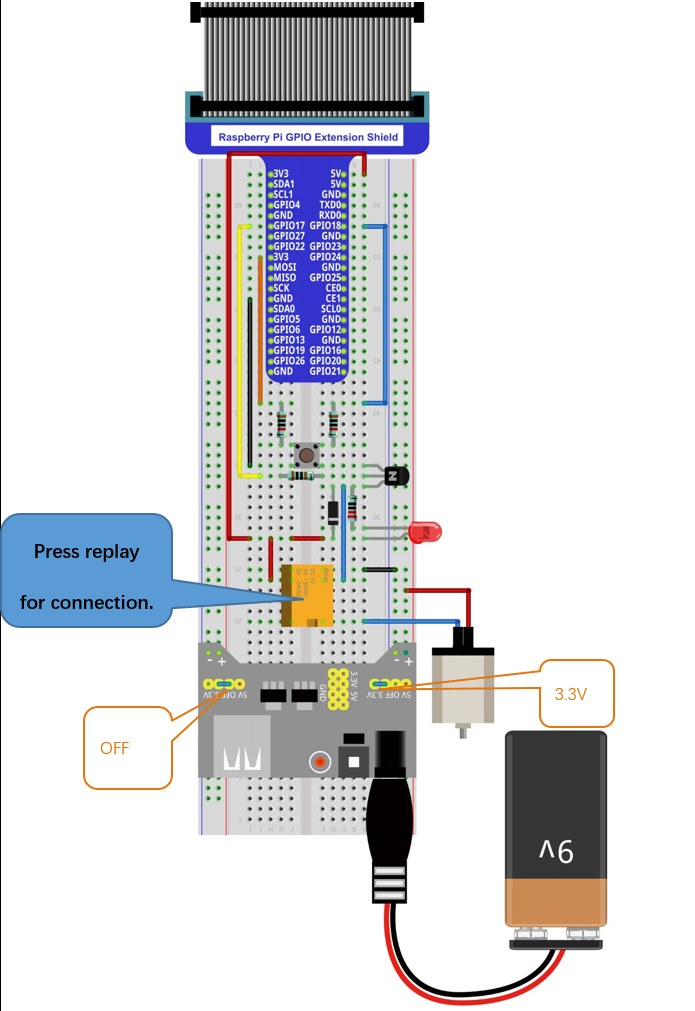 Raspberry Pi GPIO Extension Shield
3V3 5V
SDA1 5V
SCL1 GND
GPIO4 TXD0
GND RXD0
GPIO17 GPIO18
GPIO27 GND
GPIO22 GPIO23
3V3 GPIO24
MOSI GND
MISO GPIO25
SCK CE0
GND CE1
SDA0 SCL0
GPIO5 GND
GPIO6 GPIO12
GPIO13 GND
GPIO19 GPIO16
GPIO26 GPIO20
GND GPIO21
N
Press replay
for connection.
- +
- +
5V OFF 3.3V
GND
3.3V 5V
5V OFF 3.3V
3.3V
OFF
9V